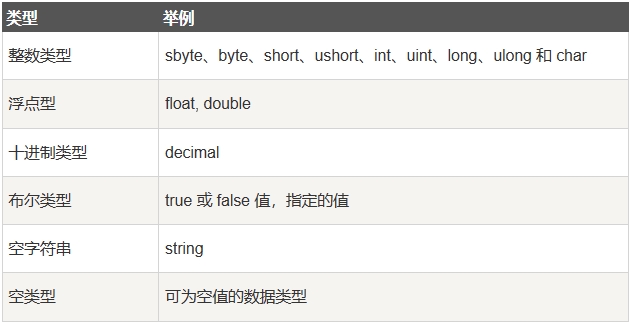 类型 举例
整数类型 sbyte、byte、short、ushort、int、uint、long、ulong 和 char
浮点型 float, double
十进制类型 decimal
布尔类型 true 或 false 值，指定的值
空字符串 string
空类型 可为空值的数据类型